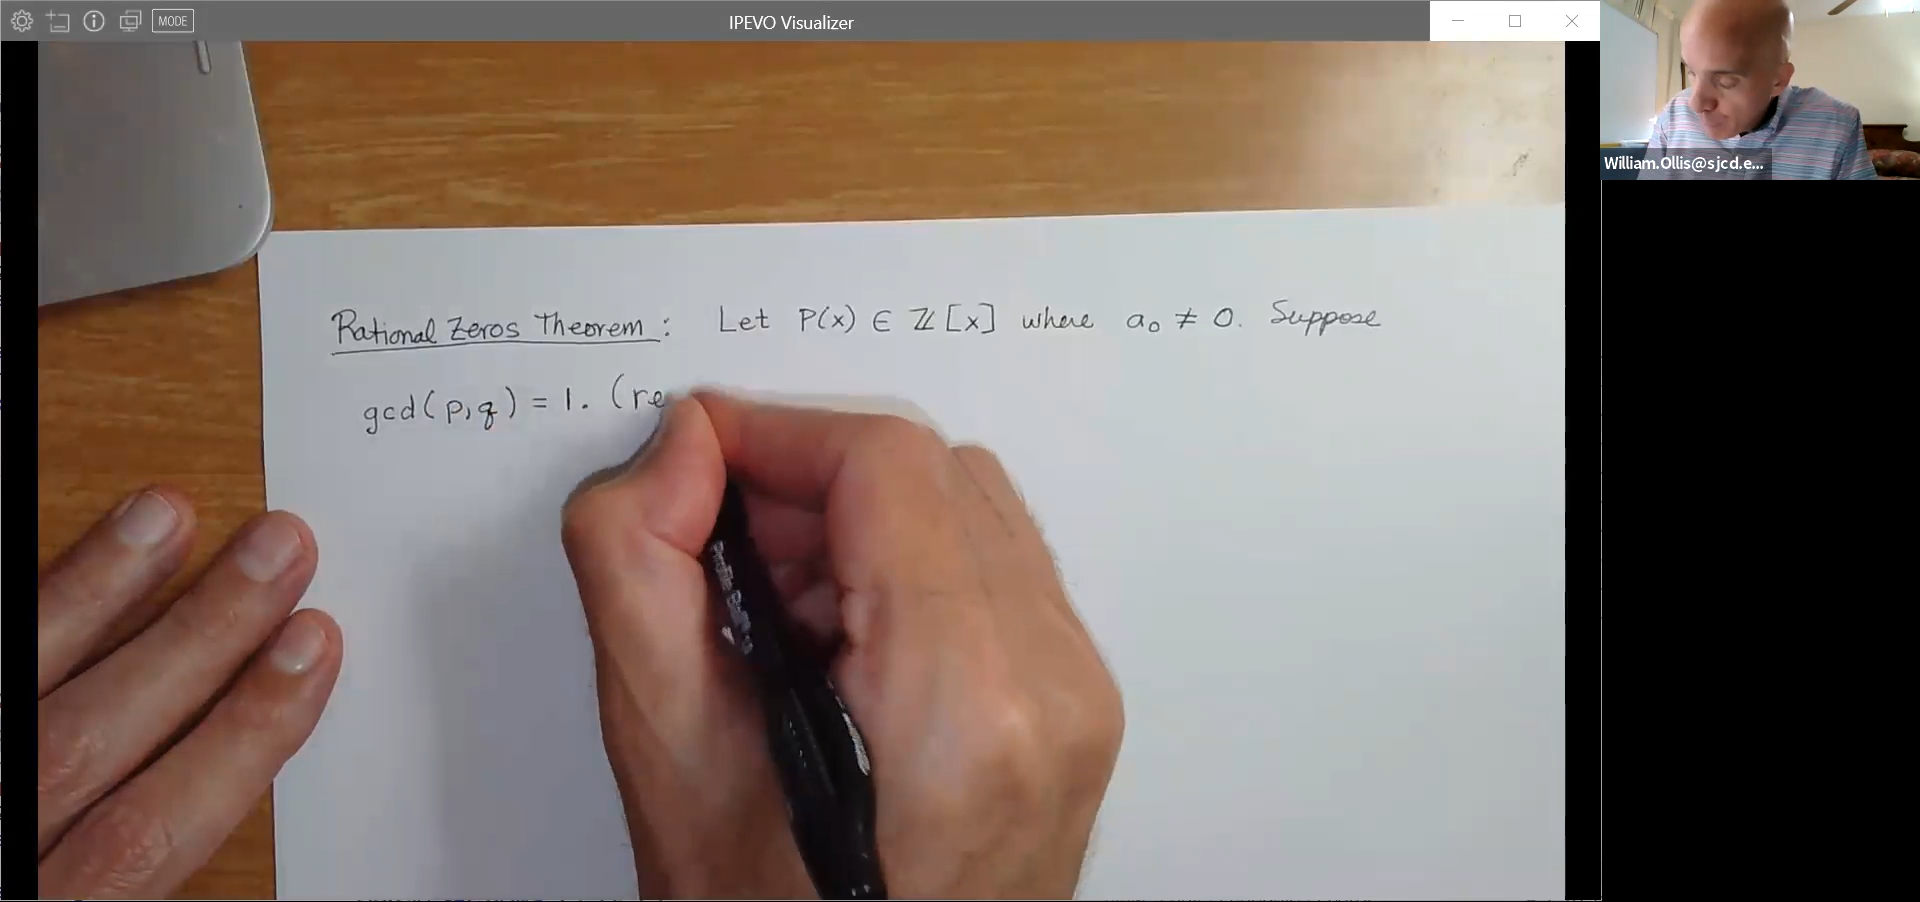 MODE
IPEVO Visualizer
William.Ollis@sjcd.e...
Rational Zeros Theorem: Let P(x) ∈ ℤ[x] where a₀ ≠ 0. Suppose
gcd(p,q) = 1. (re